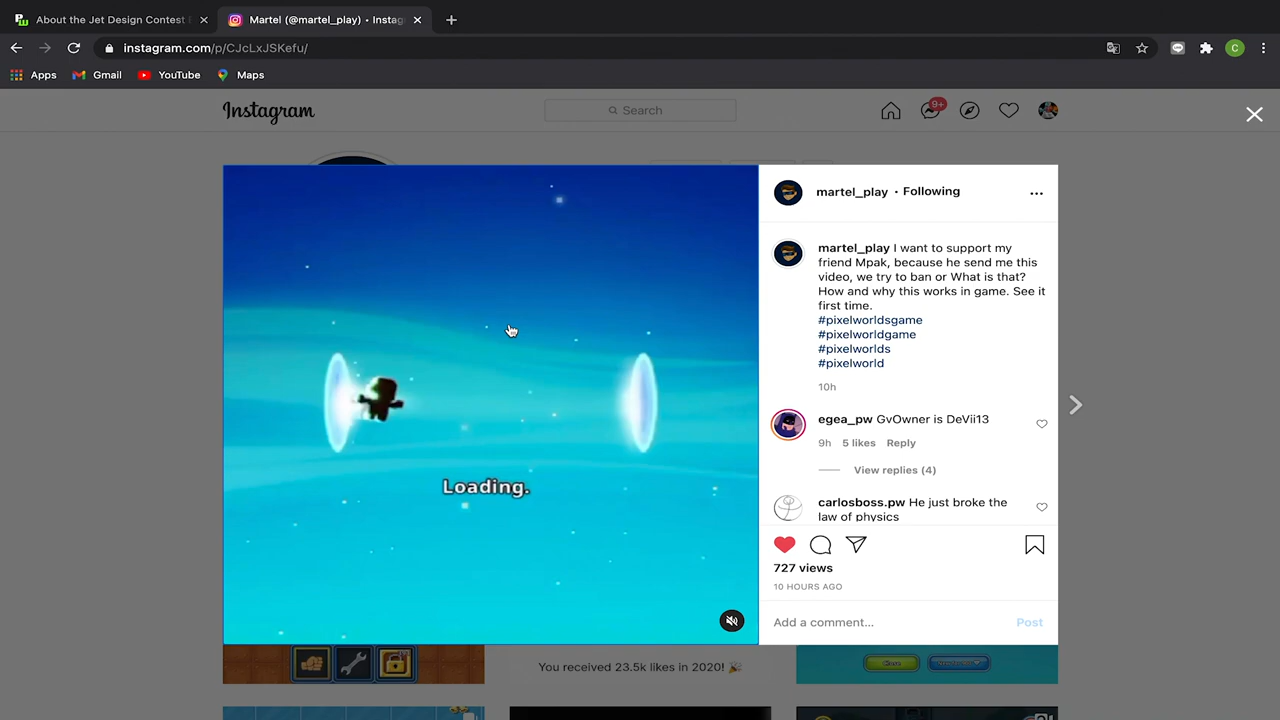 About the Jet Design Contest
Martel (@martel_play) • Instag
instagram.com/p/CJcLxJSKefu/
C
Apps
Gmail
YouTube
Maps
Instagram
Search
9+
martel_play • Following
martel_play I want to support my
friend Mpak, because he send me this
video, we try to ban or What is that?
How and why this works in game. See it
first time.
#pixelworldsgame
#pixelworldgame
#pixelworlds
#pixelworld
10h
egea_pw GvOwner is DeVii13
9h 5 likes Reply
View replies (4)
carlosboss.pw He just broke the
law of physics
Loading.
727 views
10 HOURS AGO
Add a comment... Post
You received 23.5k likes in 2020! 🎉